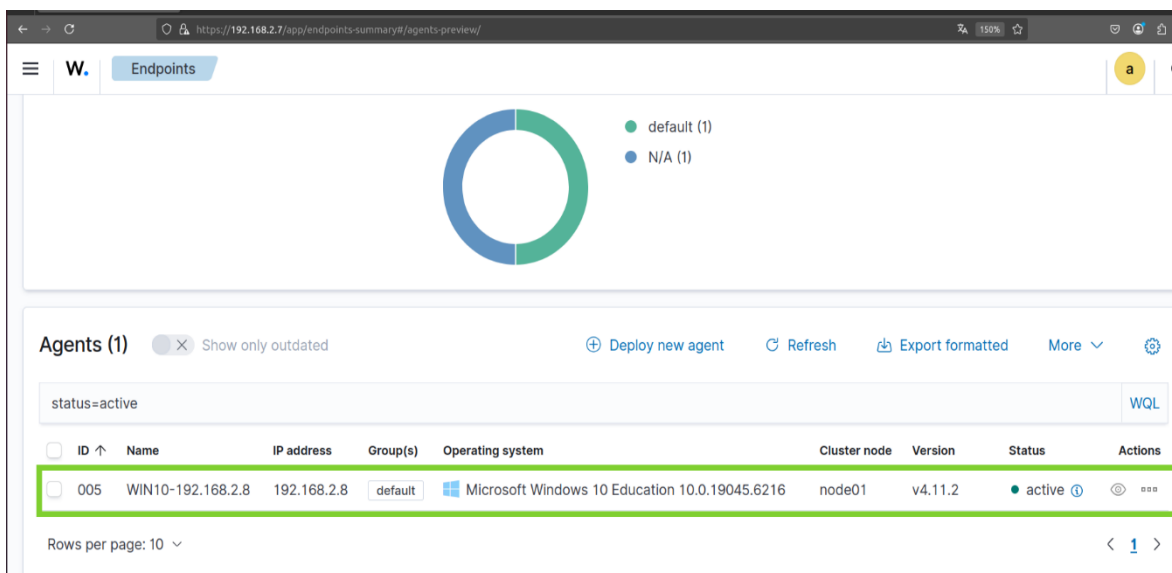 https://192.168.2.7/app/endpoints-summary#/agents-preview/ 150%
W. Endpoints a
default (1)
N/A (1)
Agents (1) Show only outdated Deploy new agent Refresh Export formatted More
status=active WQL
ID Name IP address Group(s) Operating system Cluster node Version Status Actions
005 WIN10-192.168.2.8 192.168.2.8 default Microsoft Windows 10 Education 10.0.19045.6216 node01 v4.11.2 active
Rows per page: 10 1